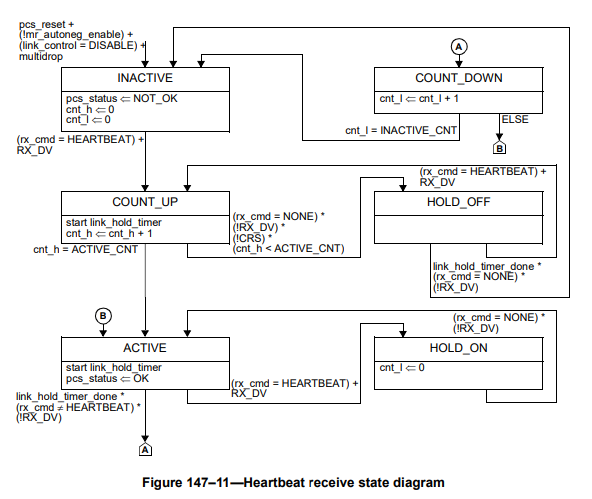 pcs_reset +
(!mr_autoneg_enable) +
(link_control = DISABLE) +
multidrop
A
INACTIVE
COUNT_DOWN
pcs_status ⇐ NOT_OK
cnt_h ⇐ 0
cnt_l ⇐ 0
cnt_l ⇐ cnt_l + 1
ELSE
cnt_l = INACTIVE_CNT
B
(rx_cmd = HEARTBEAT) +
RX_DV
(rx_cmd = HEARTBEAT) +
RX_DV
COUNT_UP
HOLD_OFF
start link_hold_timer
cnt_h ⇐ cnt_h + 1
(rx_cmd = NONE) *
(!RX_DV) *
(!CRS) *
(cnt_h < ACTIVE_CNT)
cnt_h = ACTIVE_CNT
link_hold_timer_done *
(rx_cmd = NONE) *
(!RX_DV)
B
(rx_cmd = NONE) *
(!RX_DV)
ACTIVE
HOLD_ON
start link_hold_timer
pcs_status ⇐ OK
cnt_l ⇐ 0
(rx_cmd = HEARTBEAT) +
RX_DV
link_hold_timer_done *
(rx_cmd ≠ HEARTBEAT) *
(!RX_DV)
A
Figure 147–11—Heartbeat receive state diagram